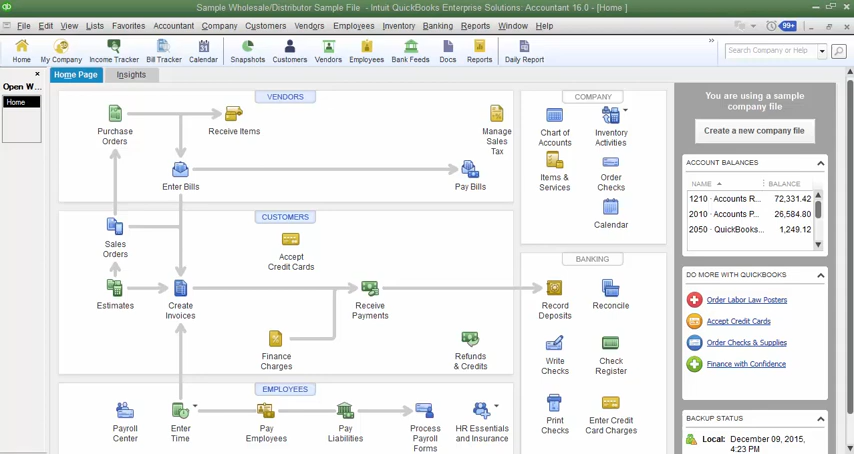 Sample Wholesale/Distributor Sample File - Intuit QuickBooks Enterprise Solutions: Accountant 16.0 - [Home ]
File Edit View Lists Favorites Accountant Company Customers Vendors Employees Inventory Banking Reports Window Help 99+
Home My Company Income Tracker Bill Tracker Calendar Snapshots Customers Vendors Employees Bank Feeds Docs Reports Daily Report
Search Company or Help
Open W...
Home
Home Page Insights
VENDORS
Purchase
Orders
Receive Items
Manage
Sales
Tax
Enter Bills
Pay Bills
CUSTOMERS
Sales
Orders
Accept
Credit Cards
Estimates
Create
Invoices
Receive
Payments
Finance
Charges
Refunds
& Credits
EMPLOYEES
Payroll
Center
Enter
Time
Pay
Employees
Pay
Liabilities
Process
Payroll
Forms
HR Essentials
and Insurance
COMPANY
Chart of
Accounts
Inventory
Activities
Items &
Services
Order
Checks
Calendar
BANKING
Record
Deposits
Reconcile
Write
Checks
Check
Register
Print
Checks
Enter Credit
Card Charges
You are using a sample
company file
Create a new company file
ACCOUNT BALANCES
NAME BALANCE
1210 · Accounts R... 72,331.42
2010 · Accounts P... 26,584.80
2050 · QuickBooks... 1,249.12
DO MORE WITH QUICKBOOKS
Order Labor Law Posters
Accept Credit Cards
Order Checks & Supplies
Finance with Confidence
BACKUP STATUS
Local: December 09, 2015,
4:23 PM